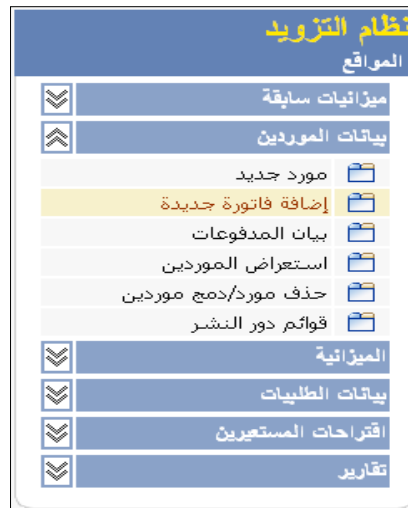 نظام التزويد
المواقع
ميزانيات سابقة
بيانات الموردين
مورد جديد
إضافة فاتورة جديدة
بيان المدفوعات
استعراض الموردين
حذف مورد/دمج موردين
قوائم دور النشر
الميزانية
بيانات الطلبيات
اقتراحات المستعيرين
تقارير